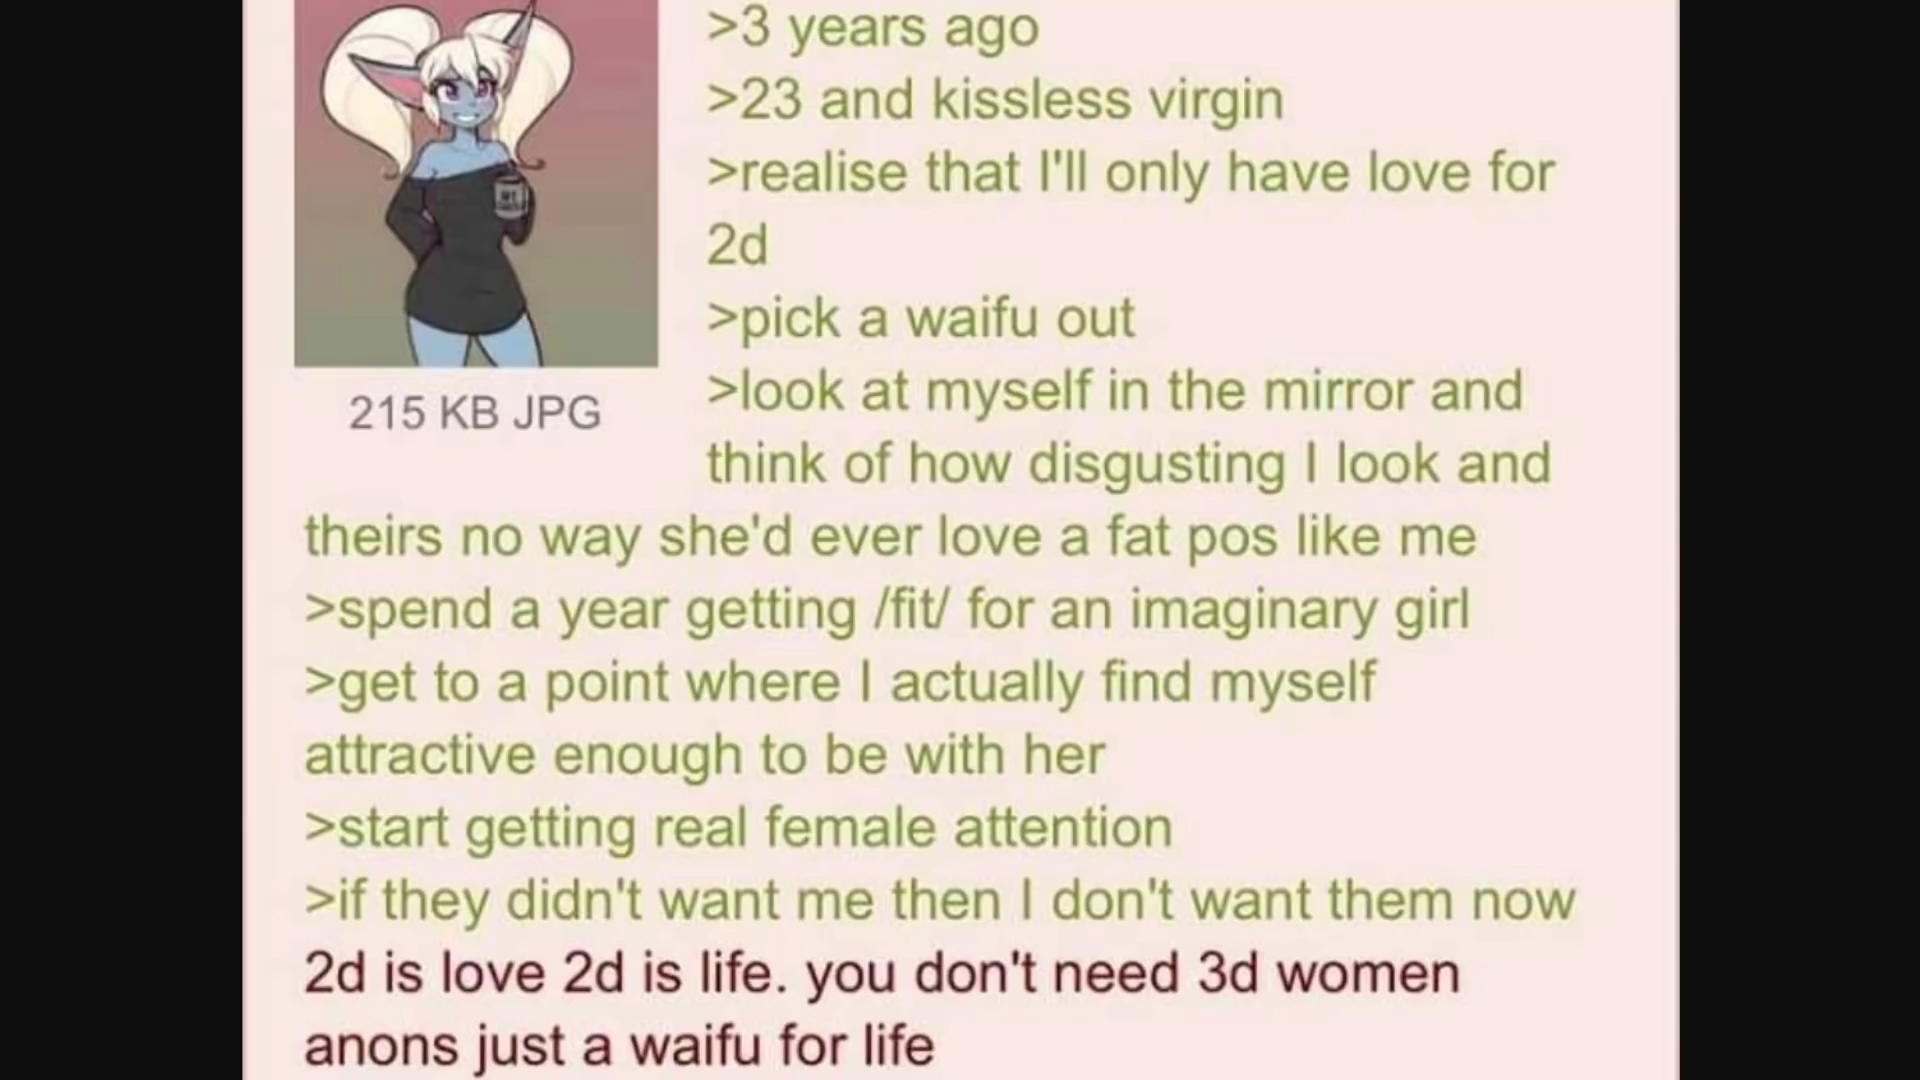 >3 years ago
>23 and kissless virgin
>realise that I'll only have love for
2d
>pick a waifu out
>look at myself in the mirror and
215 KB JPG
think of how disgusting I look and
theirs no way she'd ever love a fat pos like me
>spend a year getting /fit/ for an imaginary girl
>get to a point where I actually find myself
attractive enough to be with her
>start getting real female attention
>if they didn't want me then I don't want them now
2d is love 2d is life. you don't need 3d women
anons just a waifu for life